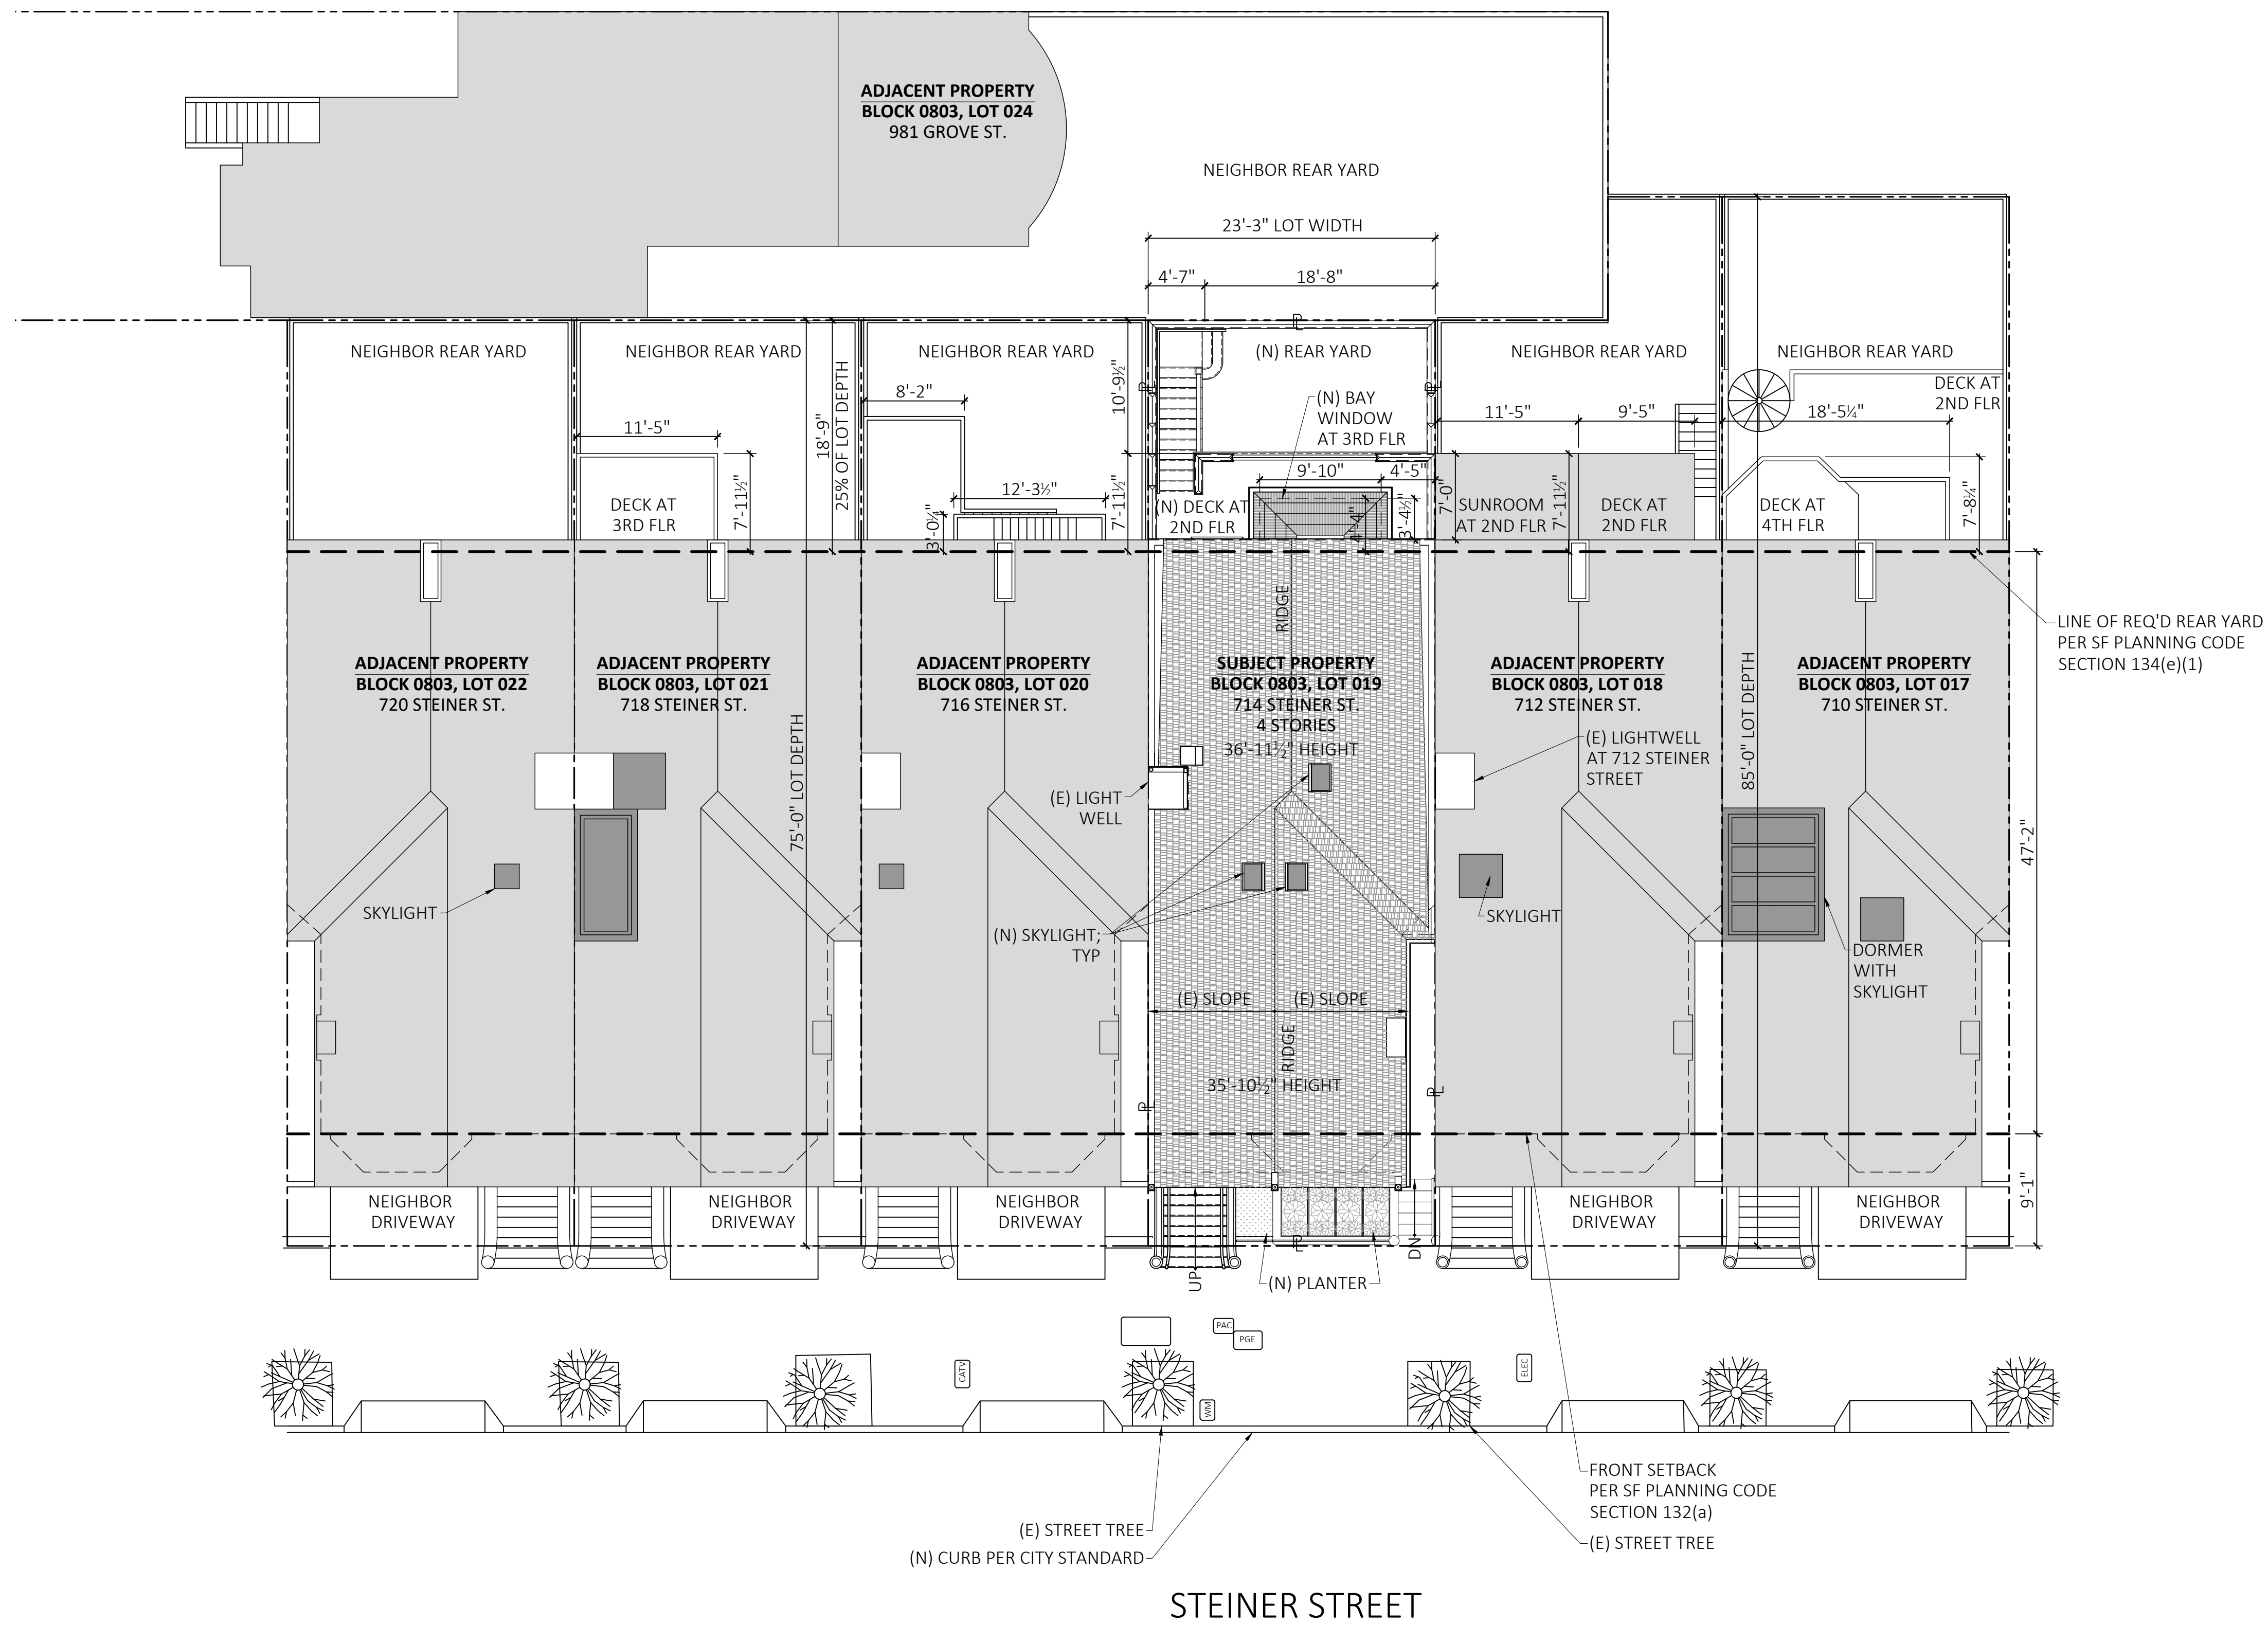 ADJACENT PROPERTY
BLOCK 0803, LOT 024
981 GROVE ST.
NEIGHBOR REAR YARD
23'-3" LOT WIDTH
4'-7"
18'-8"
NEIGHBOR REAR YARD
NEIGHBOR REAR YARD
NEIGHBOR REAR YARD
(N) REAR YARD
NEIGHBOR REAR YARD
NEIGHBOR REAR YARD
PL
PL
PL
18'-9"
25% OF LOT DEPTH
8'-2"
10'-9½"
(N) BAY
WINDOW
AT 3RD FLR
DECK AT
2ND FLR
11'-5"
11'-5"
9'-5"
18'-5¼"
9'-10"
4'-5"
12'-3½"
DECK AT
3RD FLR
7'-11½"
3'-0¼"
7'-11½"
(N) DECK AT
2ND FLR
4'-4"
3'-4½"
7'-0"
SUNROOM
AT 2ND FLR
7'-11½"
DECK AT
2ND FLR
DECK AT
4TH FLR
7'-8¼"
RIDGE
LINE OF REQ'D REAR YARD
PER SF PLANNING CODE
SECTION 134(e)(1)
ADJACENT PROPERTY
BLOCK 0803, LOT 022
720 STEINER ST.
ADJACENT PROPERTY
BLOCK 0803, LOT 021
718 STEINER ST.
ADJACENT PROPERTY
BLOCK 0803, LOT 020
716 STEINER ST.
SUBJECT PROPERTY
BLOCK 0803, LOT 019
714 STEINER ST.
4 STORIES
36'-11½" HEIGHT
ADJACENT PROPERTY
BLOCK 0803, LOT 018
712 STEINER ST.
ADJACENT PROPERTY
BLOCK 0803, LOT 017
710 STEINER ST.
75'-0" LOT DEPTH
85'-0" LOT DEPTH
(E) LIGHTWELL
AT 712 STEINER
STREET
(E) LIGHT
WELL
47'-2"
SKYLIGHT
(N) SKYLIGHT;
TYP
SKYLIGHT
DORMER
WITH
SKYLIGHT
(E) SLOPE
(E) SLOPE
RIDGE
35'-10½" HEIGHT
PL
PL
9'-1"
NEIGHBOR
DRIVEWAY
NEIGHBOR
DRIVEWAY
NEIGHBOR
DRIVEWAY
NEIGHBOR
DRIVEWAY
NEIGHBOR
DRIVEWAY
PL
UP
DN
(N) PLANTER
PAC
PGE
CATV
WM
ELEC
FRONT SETBACK
PER SF PLANNING CODE
SECTION 132(a)
(E) STREET TREE
(E) STREET TREE
(N) CURB PER CITY STANDARD
STEINER STREET